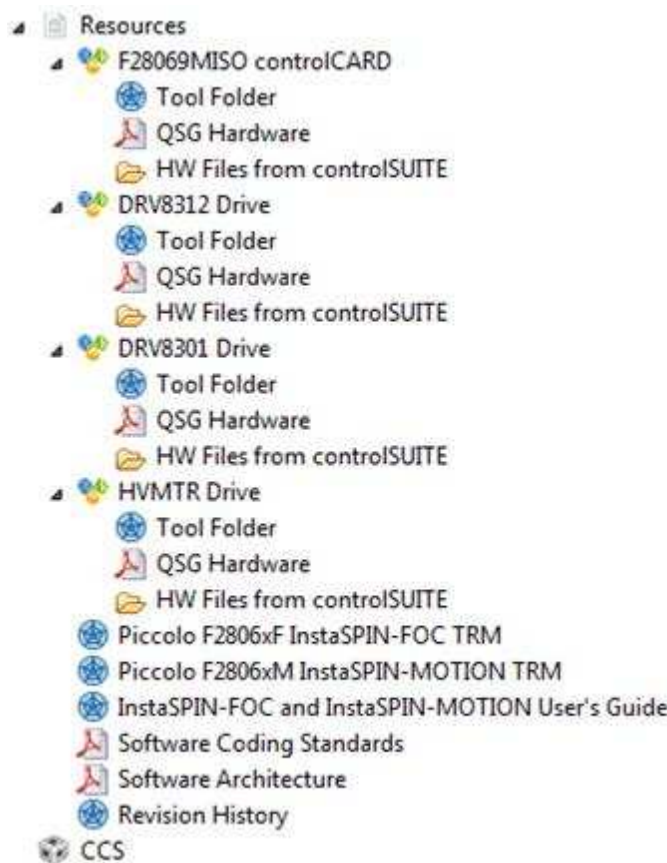 Resources
F28069MISO controlCARD
Tool Folder
QSG Hardware
HW Files from controlSUITE
DRV8312 Drive
Tool Folder
QSG Hardware
HW Files from controlSUITE
DRV8301 Drive
Tool Folder
QSG Hardware
HW Files from controlSUITE
HVMTR Drive
Tool Folder
QSG Hardware
HW Files from controlSUITE
Piccolo F2806xF InstaSPIN-FOC TRM
Piccolo F2806xM InstaSPIN-MOTION TRM
InstaSPIN-FOC and InstaSPIN-MOTION User's Guide
Software Coding Standards
Software Architecture
Revision History
CCS